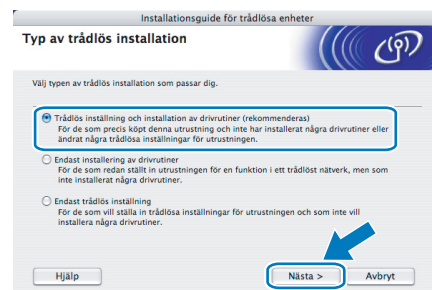 Installationsguide för trådlösa enheter
Typ av trådlös installation
Välj typen av trådlös installation som passar dig.
Trådlös inställning och installation av drivrutiner (rekommenderas)
För de som precis köpt denna utrustning och inte har installerat några drivrutiner eller
ändrat några trådlösa inställningar för utrustningen.
Endast installering av drivrutiner
För de som redan ställt in utrustningen för en funktion i ett trådlöst nätverk, men som
inte installerat några drivrutiner.
Endast trådlös inställning
För de som vill ställa in trådlösa inställningar för utrustningen och som inte vill
installera några drivrutiner.
Hjälp
Nästa >
Avbryt